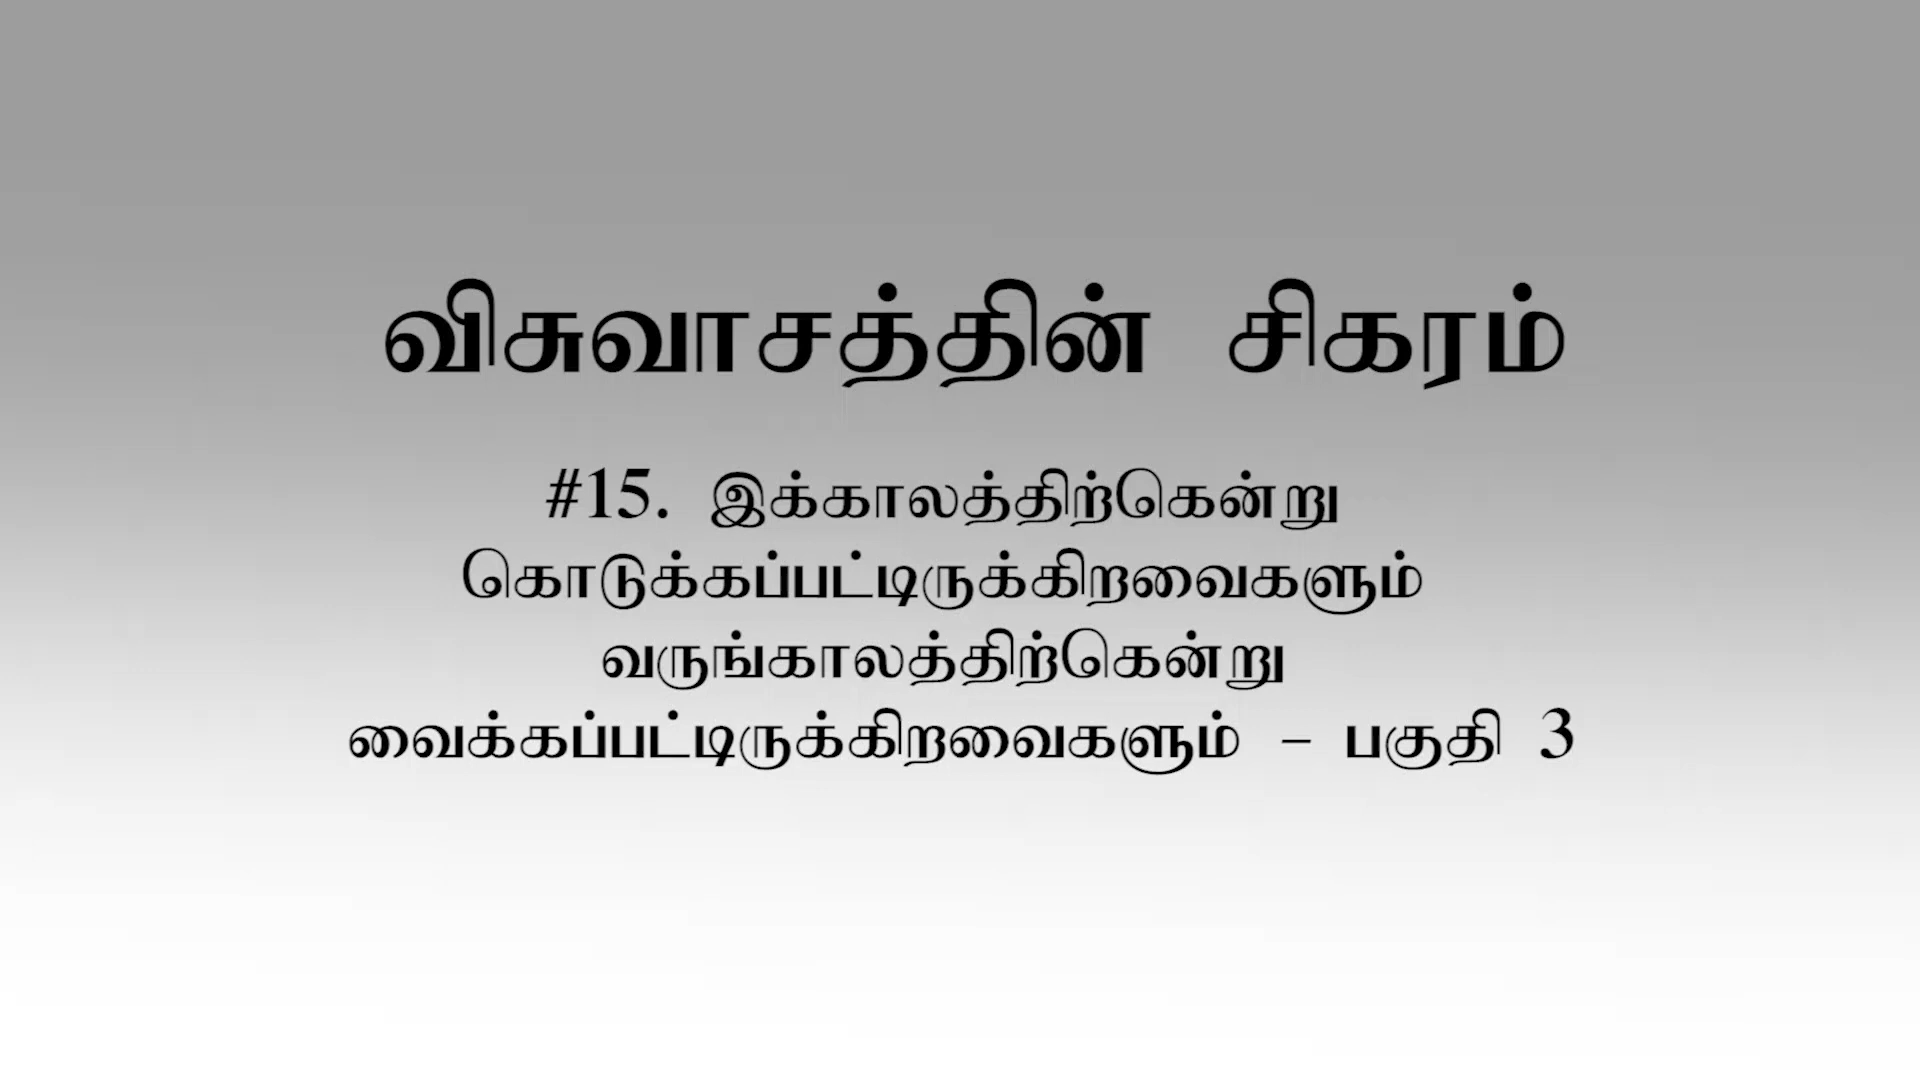 விசுவாசத்தின் சிகரம்
#15. இக்காலத்திற்கென்று
கொடுக்கப்பட்டிருக்கிறவைகளும்
வருங்காலத்திற்கென்று
வைக்கப்பட்டிருக்கிறவைகளும் – பகுதி 3